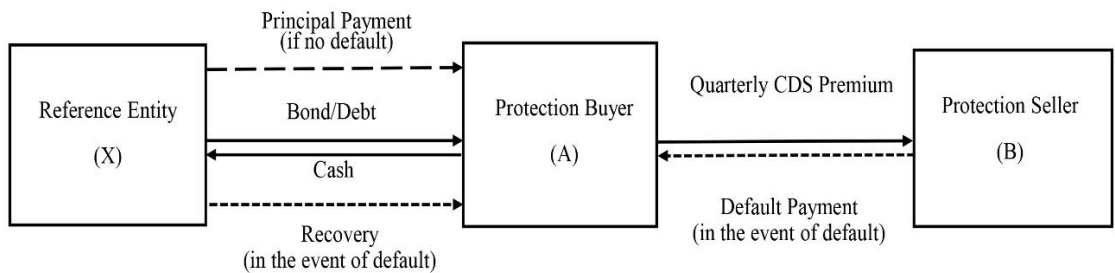 Principal Payment
(if no default)
Reference Entity
(X)
Bond/Debt
Cash
Recovery
(in the event of default)
Protection Buyer
(A)
Quarterly CDS Premium
Default Payment
(in the event of default)
Protection Seller
(B)